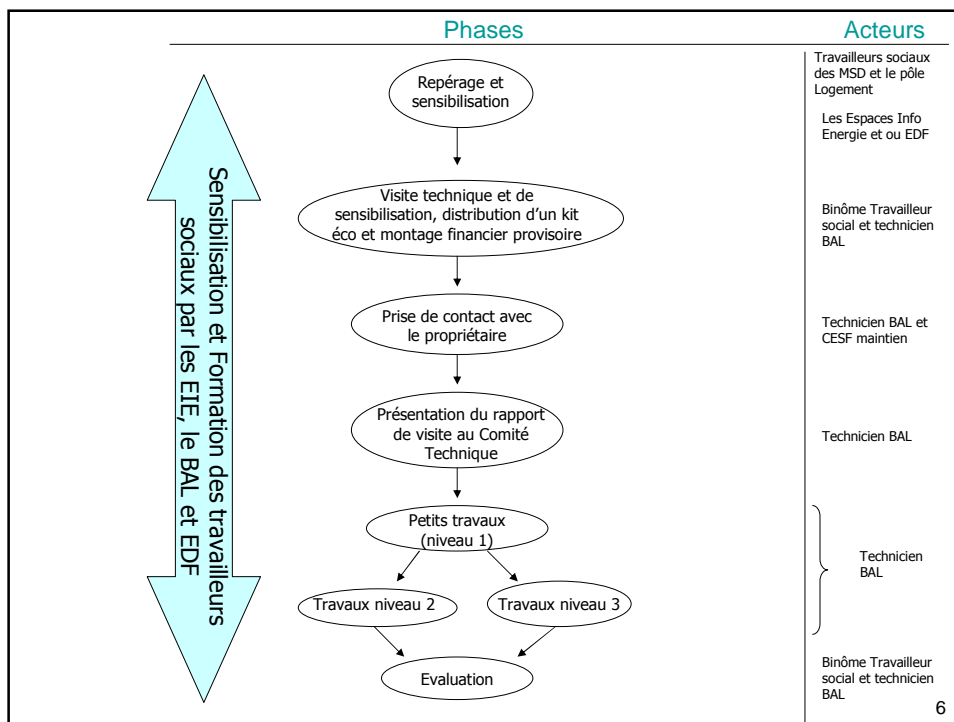 Phases
Acteurs
Sensibilisation et Formation des travailleurs
sociaux par les EIE, le BAL et EDF
Repérage et
sensibilisation
Travailleurs sociaux
des MSD et le pôle
Logement
Les Espaces Info
Energie et ou EDF
Visite technique et de
sensibilisation, distribution d'un kit
éco et montage financier provisoire
Binôme Travailleur
social et technicien
BAL
Prise de contact avec
le propriétaire
Technicien BAL et
CESF maintien
Présentation du rapport
de visite au Comité
Technique
Technicien BAL
Petits travaux
(niveau 1)
Travaux niveau 2
Travaux niveau 3
Technicien
BAL
Evaluation
Binôme Travailleur
social et technicien
BAL
6